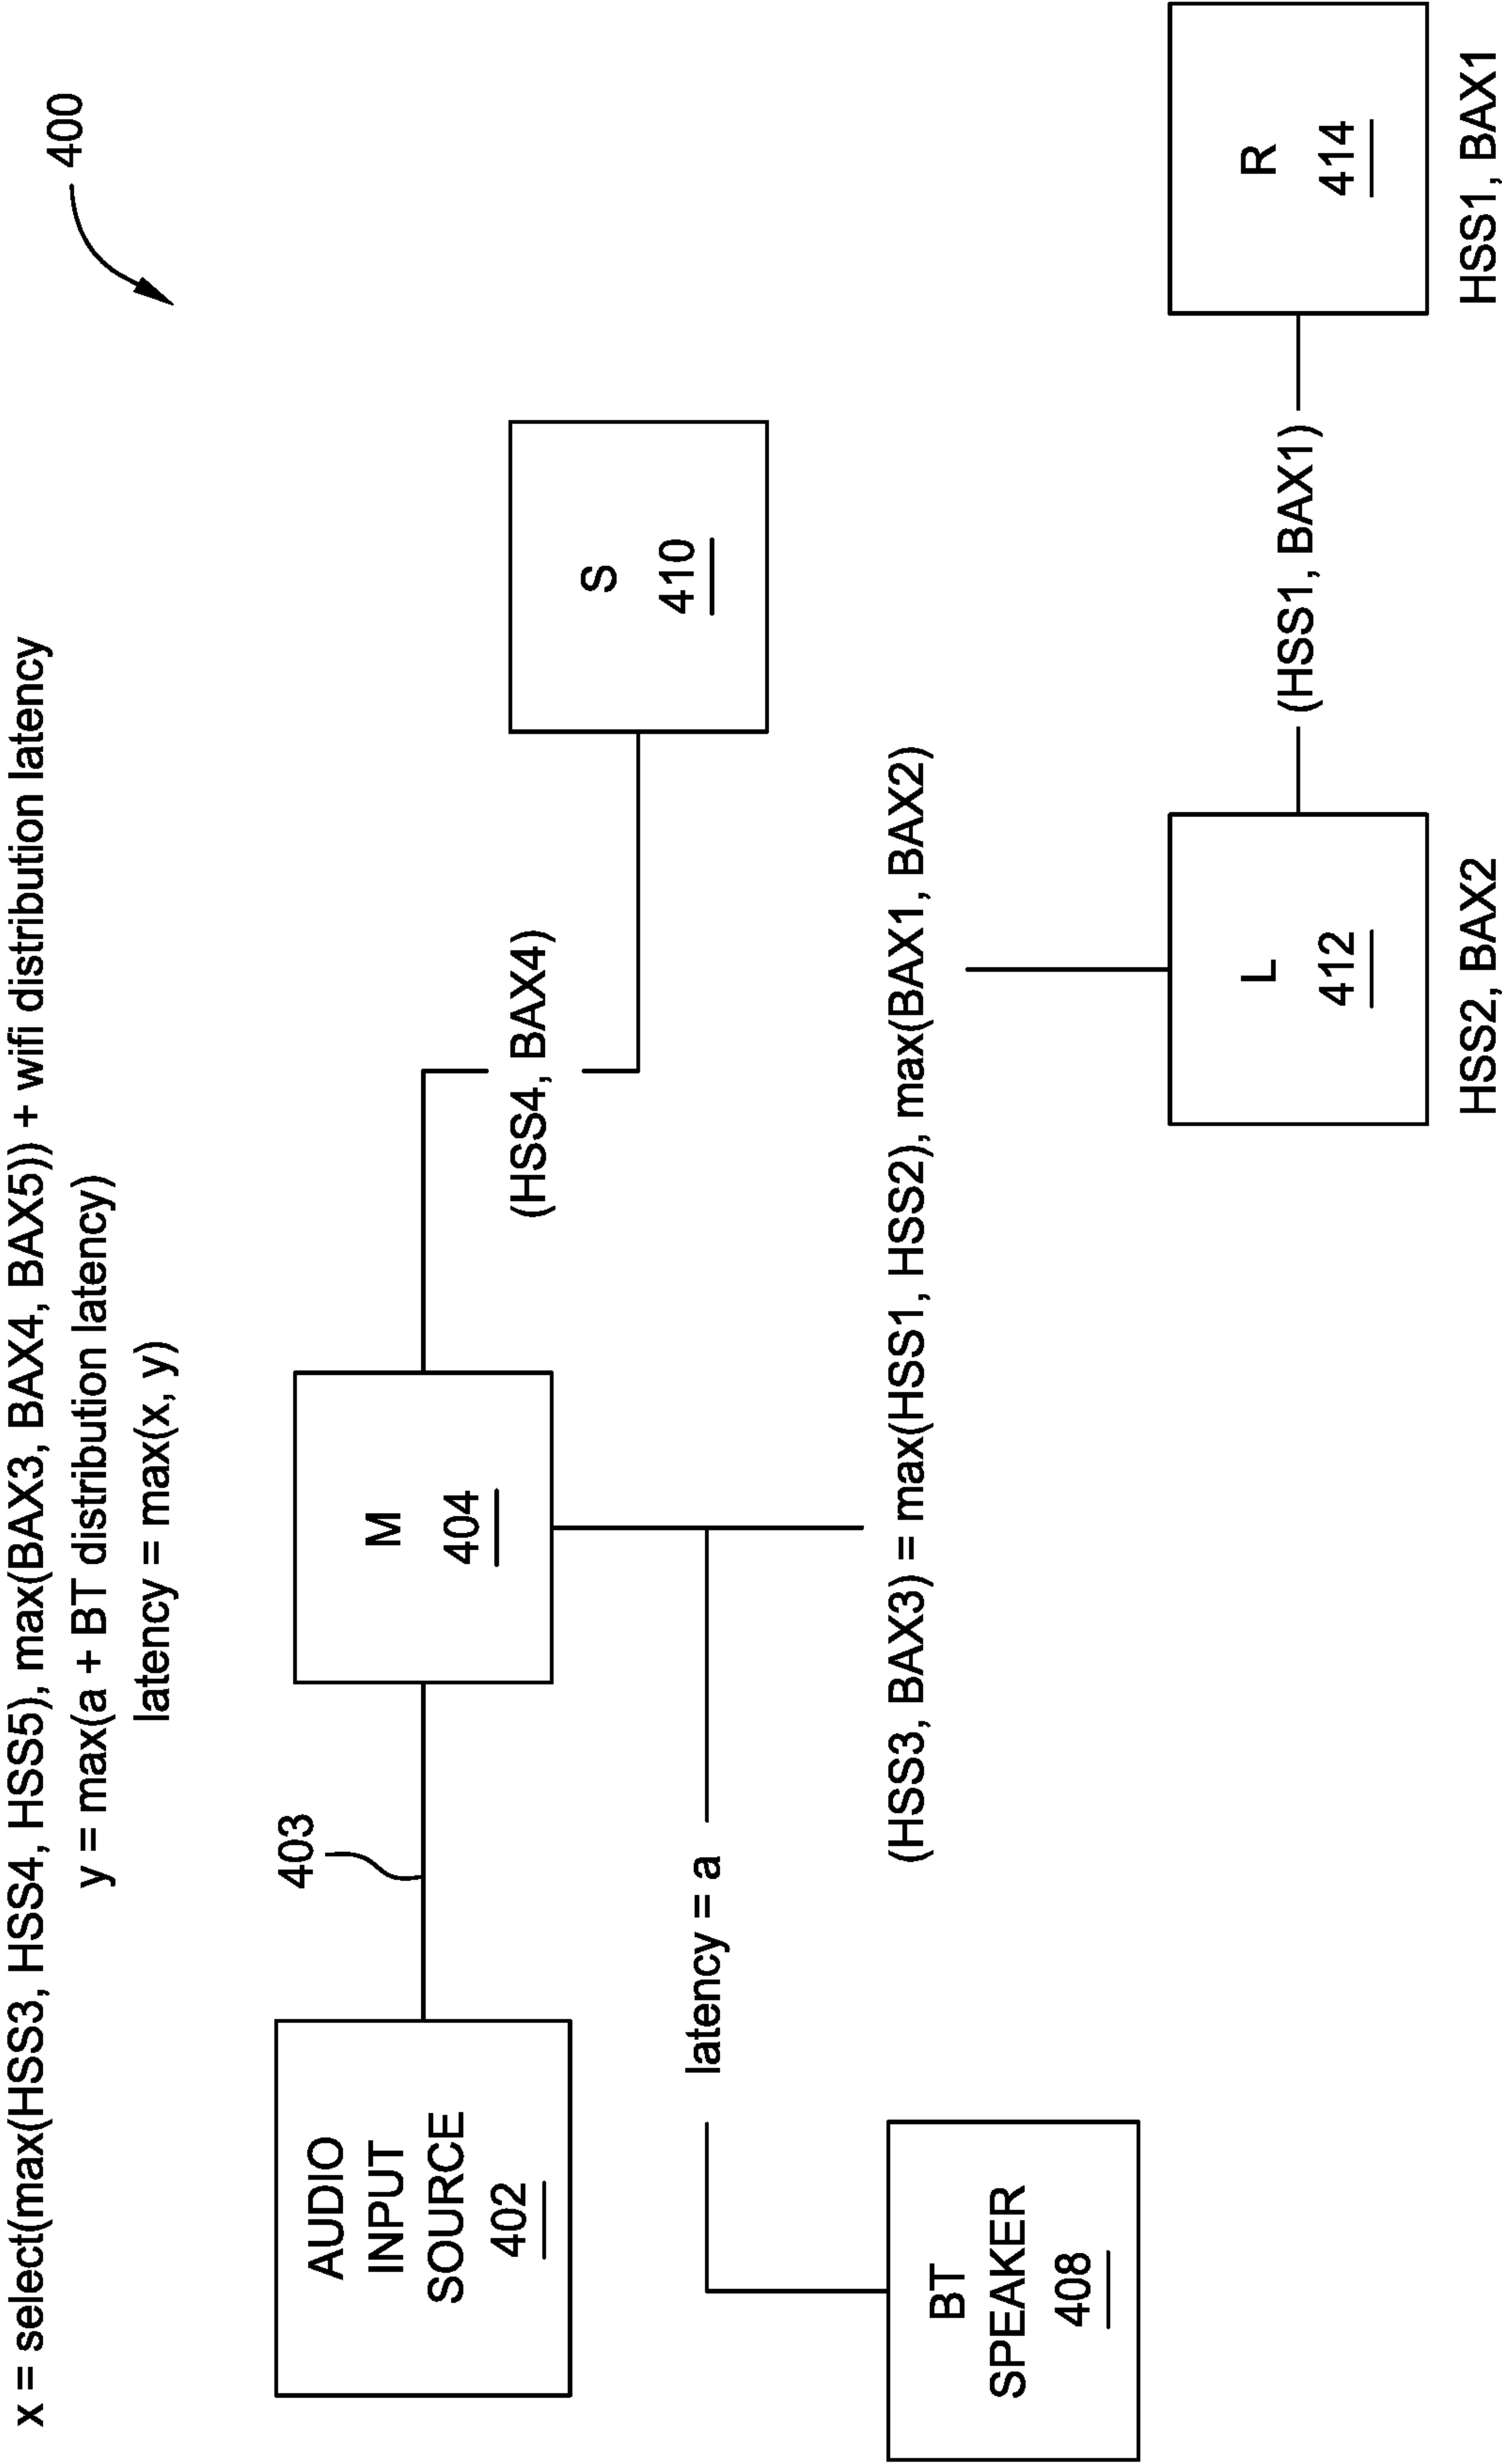 x = select(max(HSS3, HSS4, HSS5), max(BAX3, BAX4, BAX5)) + wifi distribution latency
y = max(a + BT distribution latency)
latency = max(x, y)
400
AUDIO
INPUT
SOURCE
402
403
M
404
(HSS4, BAX4)
S
410
latency = a
BT
SPEAKER
408
(HSS3, BAX3) = max(HSS1, HSS2), max(BAX1, BAX2)
L
412
HSS2, BAX2
(HSS1, BAX1)
R
414
HSS1, BAX1